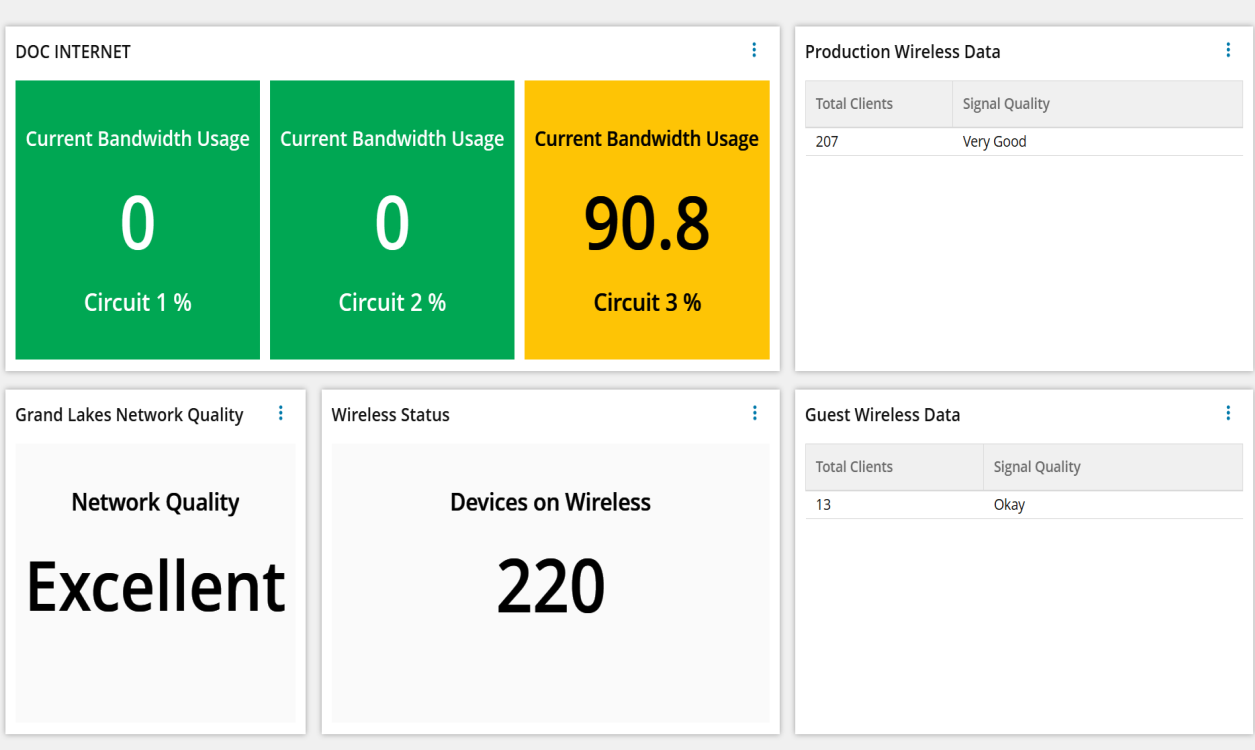 DOC INTERNET
Current Bandwidth Usage
0
Circuit 1 %
Current Bandwidth Usage
0
Circuit 2 %
Current Bandwidth Usage
90.8
Circuit 3 %
Production Wireless Data
Total Clients Signal Quality
207 Very Good
Grand Lakes Network Quality
Network Quality
Excellent
Wireless Status
Devices on Wireless
220
Guest Wireless Data
Total Clients Signal Quality
13 Okay